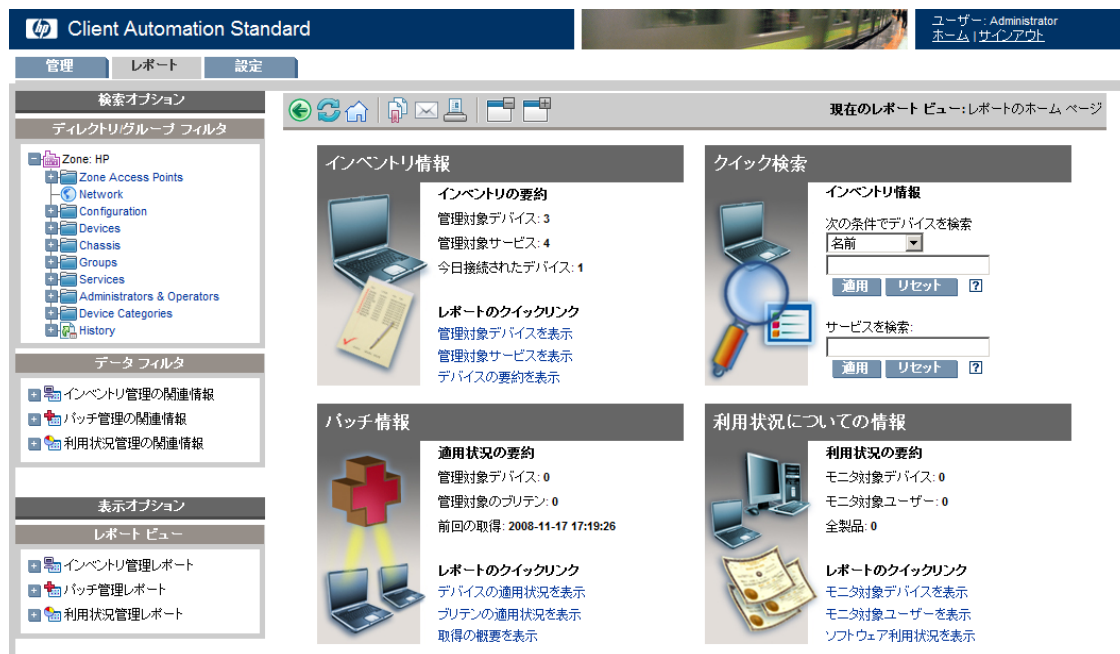 hp Client Automation Standard
ユーザー: Administrator
ホーム | サインアウト
管理
レポート
設定
検索オプション
ディレクトリ/グループ フィルタ
Zone: HP
Zone Access Points
Network
Configuration
Devices
Chassis
Groups
Services
Administrators & Operators
Device Categories
History
データ フィルタ
インベントリ管理の関連情報
パッチ管理の関連情報
利用状況管理の関連情報
表示オプション
レポート ビュー
インベントリ管理レポート
パッチ管理レポート
利用状況管理レポート
現在のレポート ビュー:レポートのホーム ページ
インベントリ情報
インベントリの要約
管理対象デバイス: 3
管理対象サービス: 4
今日接続されたデバイス: 1
レポートのクイックリンク
管理対象デバイスを表示
管理対象サービスを表示
デバイスの要約を表示
クイック検索
インベントリ情報
次の条件でデバイスを検索
名前
適用 リセット ?
サービスを検索:
適用 リセット ?
パッチ情報
適用状況の要約
管理対象デバイス: 0
管理対象のブリテン: 0
前回の取得: 2008-11-17 17:19:26
レポートのクイックリンク
デバイスの適用状況を表示
ブリテンの適用状況を表示
取得の概要を表示
利用状況についての情報
利用状況の要約
モニタ対象デバイス: 0
モニタ対象ユーザー: 0
全製品: 0
レポートのクイックリンク
モニタ対象デバイスを表示
モニタ対象ユーザーを表示
ソフトウェア利用状況を表示